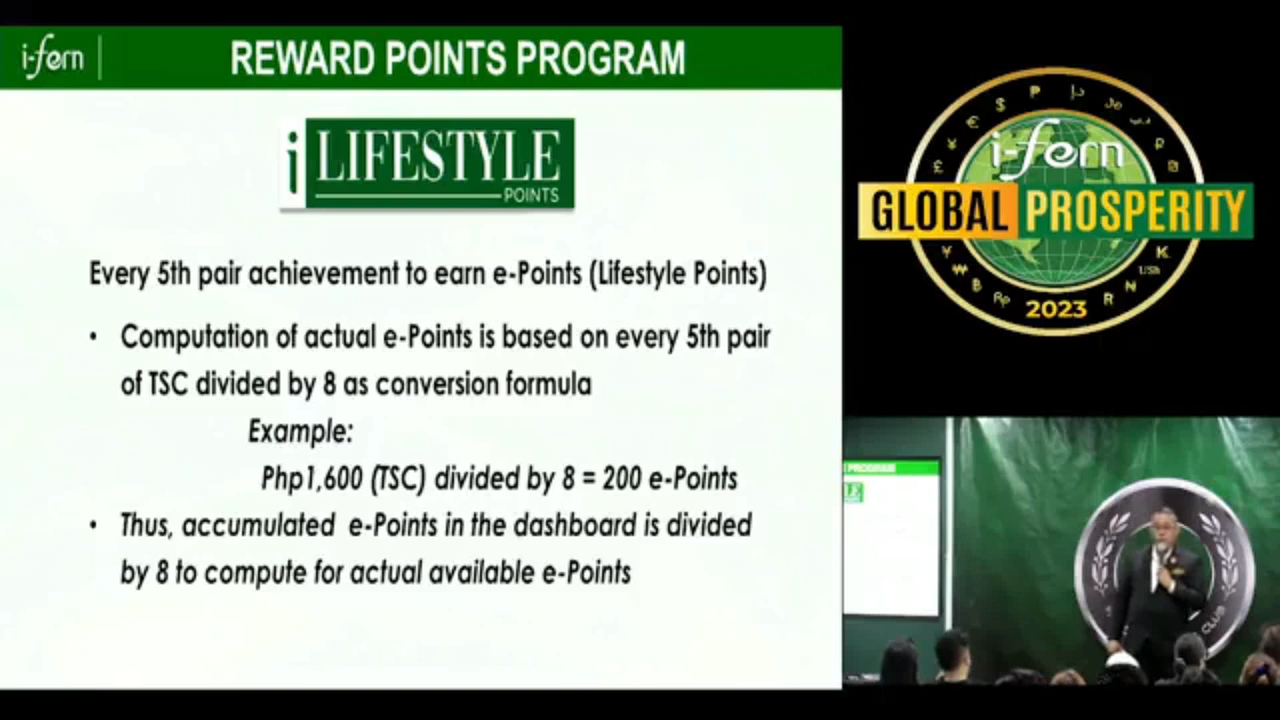 i-fern
REWARD POINTS PROGRAM
i LIFESTYLE
POINTS
Every 5th pair achievement to earn e-Points (Lifestyle Points)
• Computation of actual e-Points is based on every 5th pair
of TSC divided by 8 as conversion formula
Example:
Php1,600 (TSC) divided by 8 = 200 e-Points
• Thus, accumulated e-Points in the dashboard is divided
by 8 to compute for actual available e-Points
i-fern
GLOBAL PROSPERITY
2023
PROGRAM
LE
CLUB